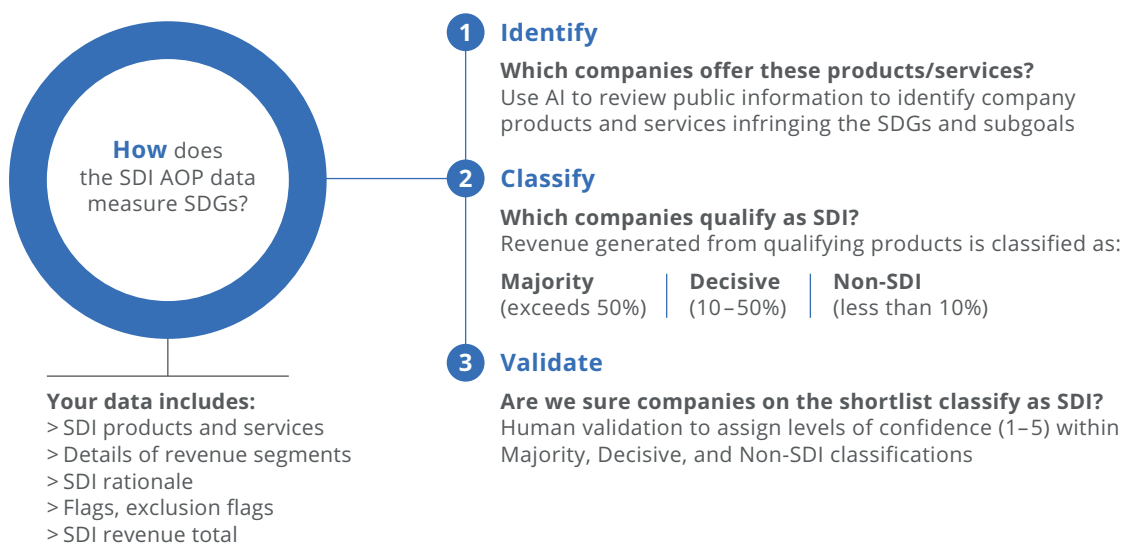 How does
the SDI AOP data
measure SDGs?
Your data includes:
> SDI products and services
> Details of revenue segments
> SDI rationale
> Flags, exclusion flags
> SDI revenue total
1 Identify
Which companies offer these products/services?
Use AI to review public information to identify company
products and services infringing the SDGs and subgoals
2 Classify
Which companies qualify as SDI?
Revenue generated from qualifying products is classified as:
Majority
(exceeds 50%)
Decisive
(10–50%)
Non-SDI
(less than 10%)
3 Validate
Are we sure companies on the shortlist classify as SDI?
Human validation to assign levels of confidence (1–5) within
Majority, Decisive, and Non-SDI classifications